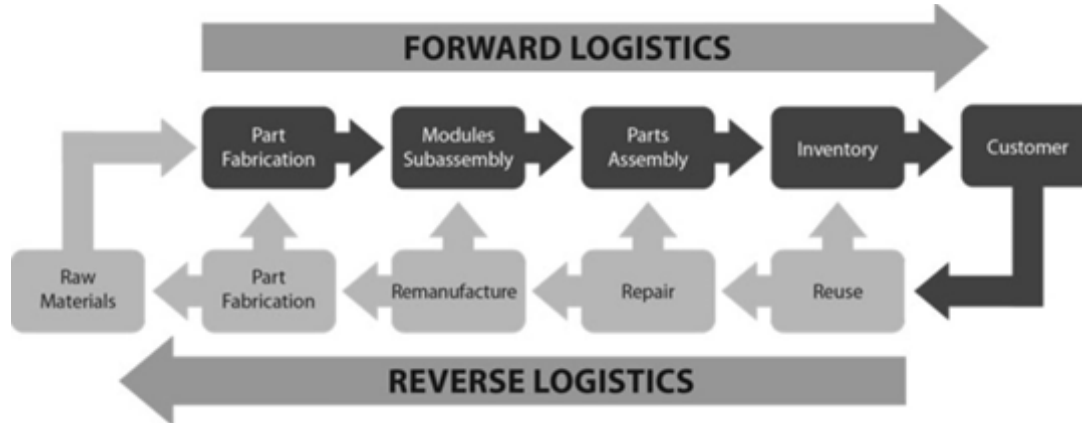 FORWARD LOGISTICS
Part
Fabrication
Modules
Subassembly
Parts
Assembly
Inventory
Customer
Raw
Materials
Part
Fabrication
Remanufacture
Repair
Reuse
REVERSE LOGISTICS